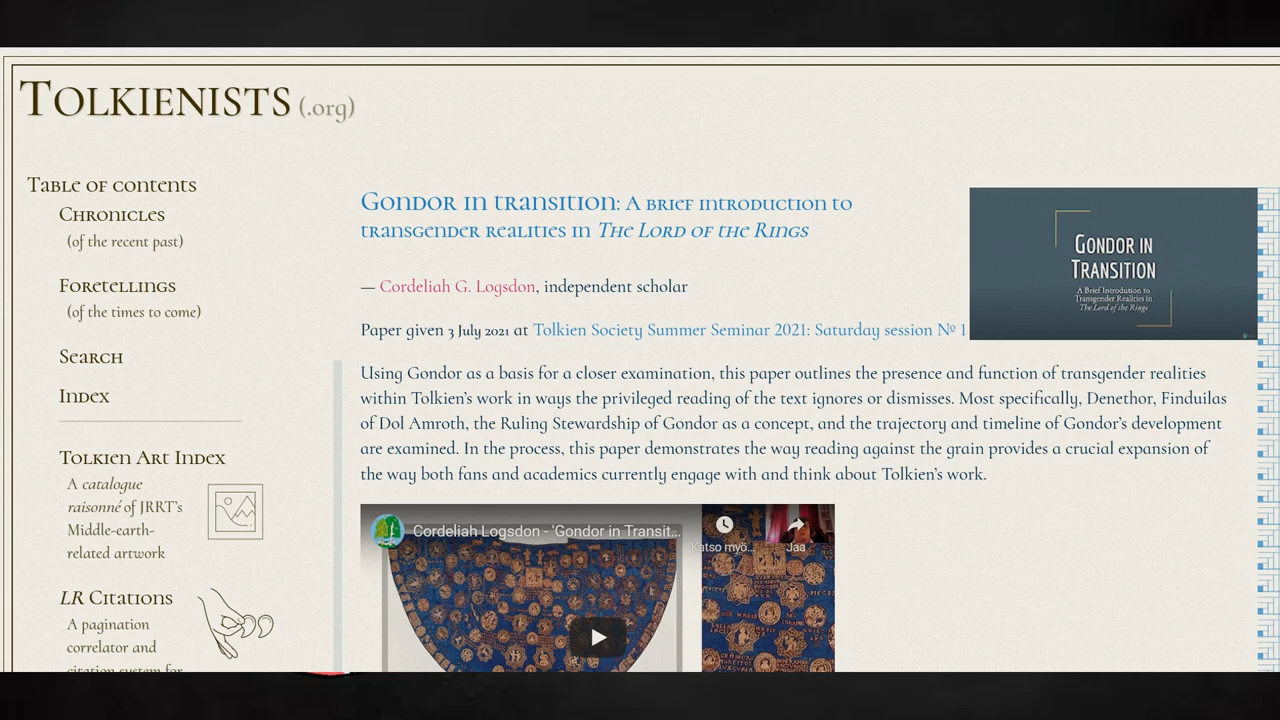 TOLKIENISTS (.org)
Table of contents
Chronicles
(of the recent past)
Foretellings
(of the times to come)
Search
Index
Tolkien Art Index
A catalogue
raisonné of JRRT's
Middle-earth-
related artwork
LR Citations
A pagination
correlator and
citation system for
Gondor in transition: A brief introduction to
transgender realities in The Lord of the Rings
— Cordeliah G. Logsdon, independent scholar
Paper given 3 July 2021 at Tolkien Society Summer Seminar 2021: Saturday session № 1
GONDOR IN
TRANSITION
A Brief Introdution to
Transgender Realities in
The Lord of the Rings
Using Gondor as a basis for a closer examination, this paper outlines the presence and function of transgender realities
within Tolkien's work in ways the privileged reading of the text ignores or dismisses. Most specifically, Denethor, Finduilas
of Dol Amroth, the Ruling Stewardship of Gondor as a concept, and the trajectory and timeline of Gondor's development
are examined. In the process, this paper demonstrates the way reading against the grain provides a crucial expansion of
the way both fans and academics currently engage with and think about Tolkien's work.
Cordeliah Logsdon - 'Gondor in Transit...
Katso myö...
Jaa